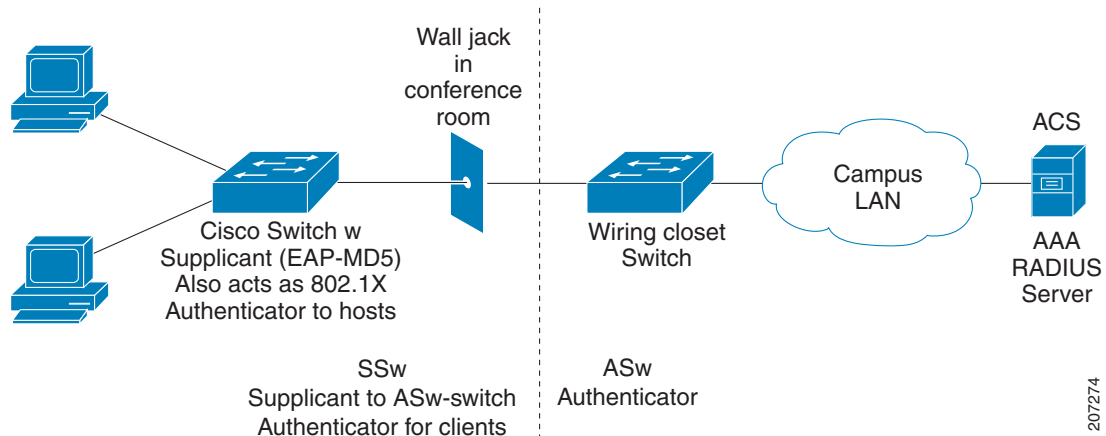 Wall jack
in
conference
room
Cisco Switch w
Supplicant (EAP-MD5)
Also acts as 802.1X
Authenticator to hosts
Wiring closet
Switch
Campus
LAN
ACS
AAA
RADIUS
Server
SSw
Supplicant to ASw-switch
Authenticator for clients
ASw
Authenticator
207274